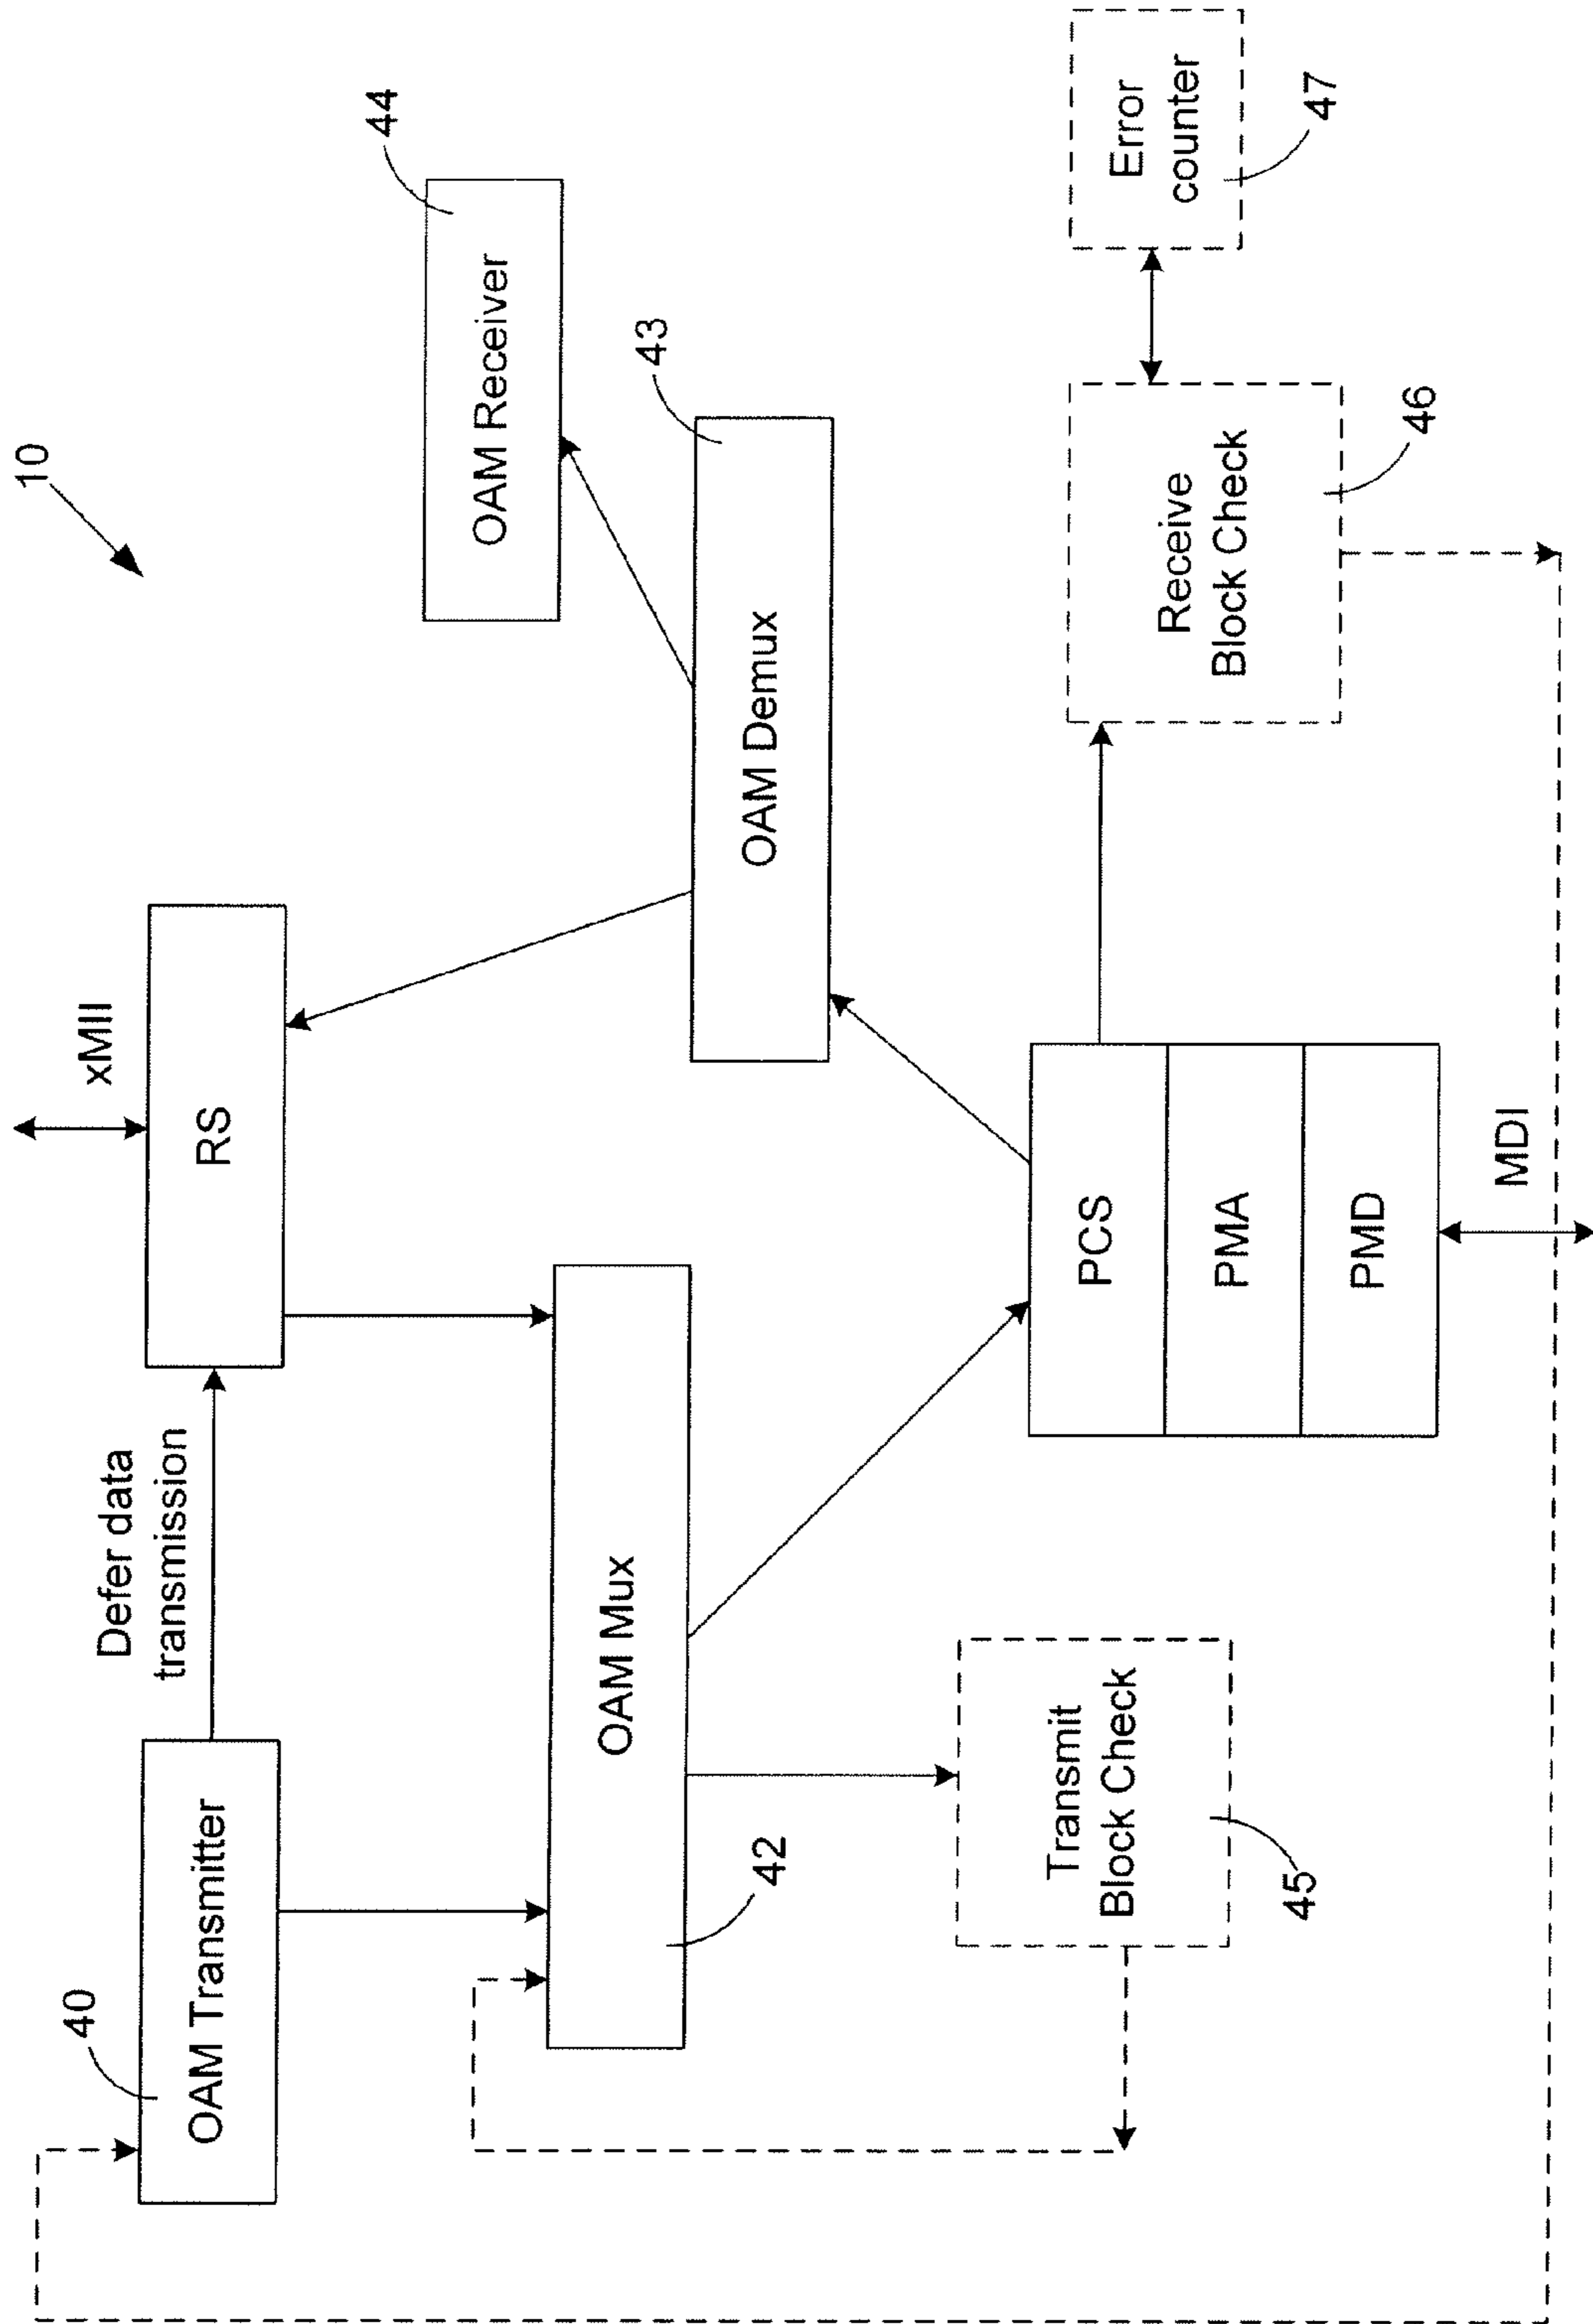 10
xMII
40
OAM Transmitter
Defer data
transmission
RS
44
OAM Receiver
42
OAM Mux
43
OAM Demux
45
Transmit
Block Check
PCS
PMA
PMD
MDI
46
Receive
Block Check
47
Error
counter